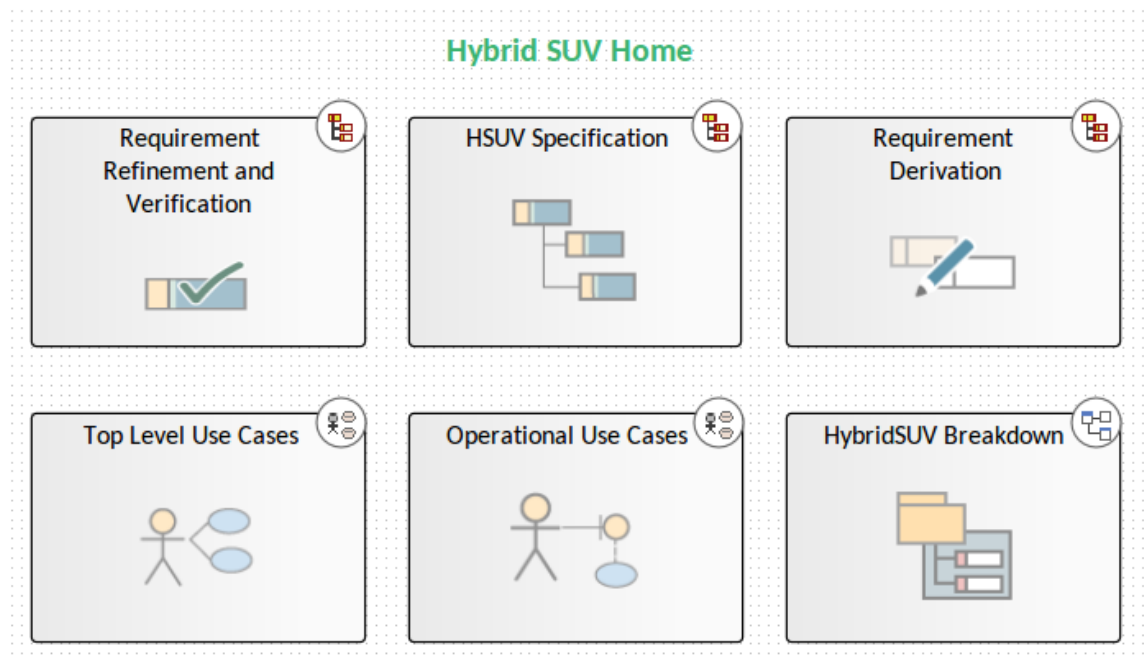 Hybrid SUV Home
Requirement
Refinement and
Verification
HSUV Specification
Requirement
Derivation
Top Level Use Cases
Operational Use Cases
HybridSUV Breakdown